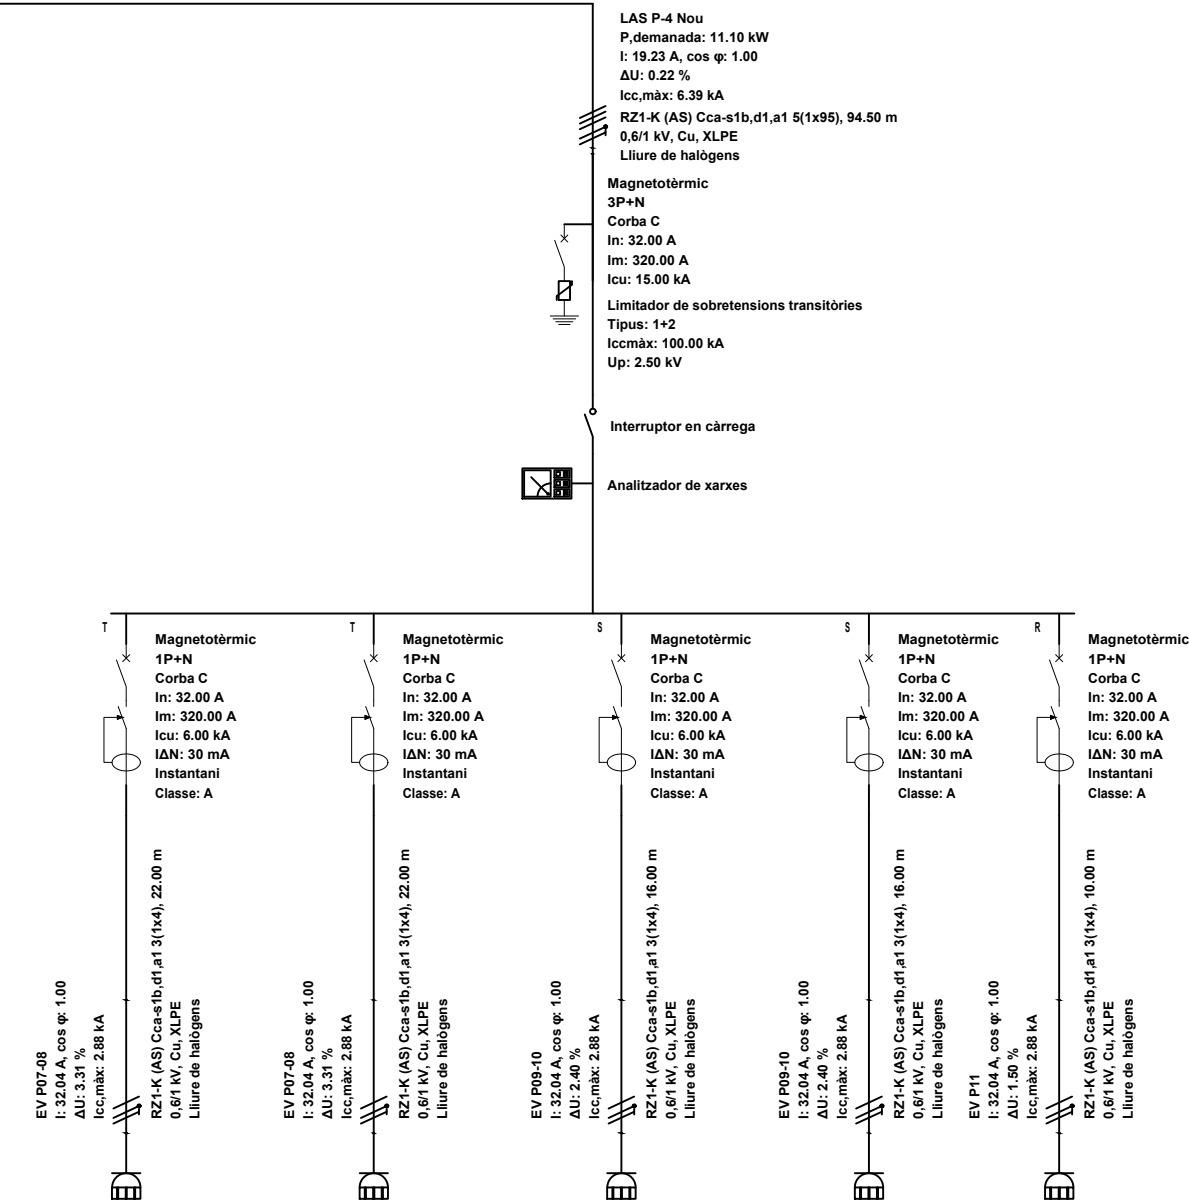 LAS P-4 Nou
P,demanada: 11.10 kW
I: 19.23 A, cos φ: 1.00
ΔU: 0.22 %
Icc,màx: 6.39 kA
RZ1-K (AS) Cca-s1b,d1,a1 5(1x95), 94.50 m
0,6/1 kV, Cu, XLPE
Lliure de halògens
Magnetotèrmic
3P+N
Corba C
In: 32.00 A
Im: 320.00 A
Icu: 15.00 kA
Limitador de sobretensions transitòries
Tipus: 1+2
Iccmàx: 100.00 kA
Up: 2.50 kV
Interruptor en càrrega
Analitzador de xarxes
T
Magnetotèrmic
1P+N
Corba C
In: 32.00 A
Im: 320.00 A
Icu: 6.00 kA
IΔN: 30 mA
Instantani
Classe: A
EV P07-08
I: 32.04 A, cos φ: 1.00
ΔU: 3.31 %
Icc,màx: 2.88 kA
RZ1-K (AS) Cca-s1b,d1,a1 3(1x4), 22.00 m
0,6/1 kV, Cu, XLPE
Lliure de halògens
T
Magnetotèrmic
1P+N
Corba C
In: 32.00 A
Im: 320.00 A
Icu: 6.00 kA
IΔN: 30 mA
Instantani
Classe: A
EV P07-08
I: 32.04 A, cos φ: 1.00
ΔU: 3.31 %
Icc,màx: 2.88 kA
RZ1-K (AS) Cca-s1b,d1,a1 3(1x4), 22.00 m
0,6/1 kV, Cu, XLPE
Lliure de halògens
S
Magnetotèrmic
1P+N
Corba C
In: 32.00 A
Im: 320.00 A
Icu: 6.00 kA
IΔN: 30 mA
Instantani
Classe: A
EV P09-10
I: 32.04 A, cos φ: 1.00
ΔU: 2.40 %
Icc,màx: 2.88 kA
RZ1-K (AS) Cca-s1b,d1,a1 3(1x4), 16.00 m
0,6/1 kV, Cu, XLPE
Lliure de halògens
S
Magnetotèrmic
1P+N
Corba C
In: 32.00 A
Im: 320.00 A
Icu: 6.00 kA
IΔN: 30 mA
Instantani
Classe: A
EV P09-10
I: 32.04 A, cos φ: 1.00
ΔU: 2.40 %
Icc,màx: 2.88 kA
RZ1-K (AS) Cca-s1b,d1,a1 3(1x4), 16.00 m
0,6/1 kV, Cu, XLPE
Lliure de halògens
R
Magnetotèrmic
1P+N
Corba C
In: 32.00 A
Im: 320.00 A
Icu: 6.00 kA
IΔN: 30 mA
Instantani
Classe: A
EV P11
I: 32.04 A, cos φ: 1.00
ΔU: 1.50 %
Icc,màx: 2.88 kA
RZ1-K (AS) Cca-s1b,d1,a1 3(1x4), 10.00 m
0,6/1 kV, Cu, XLPE
Lliure de halògens